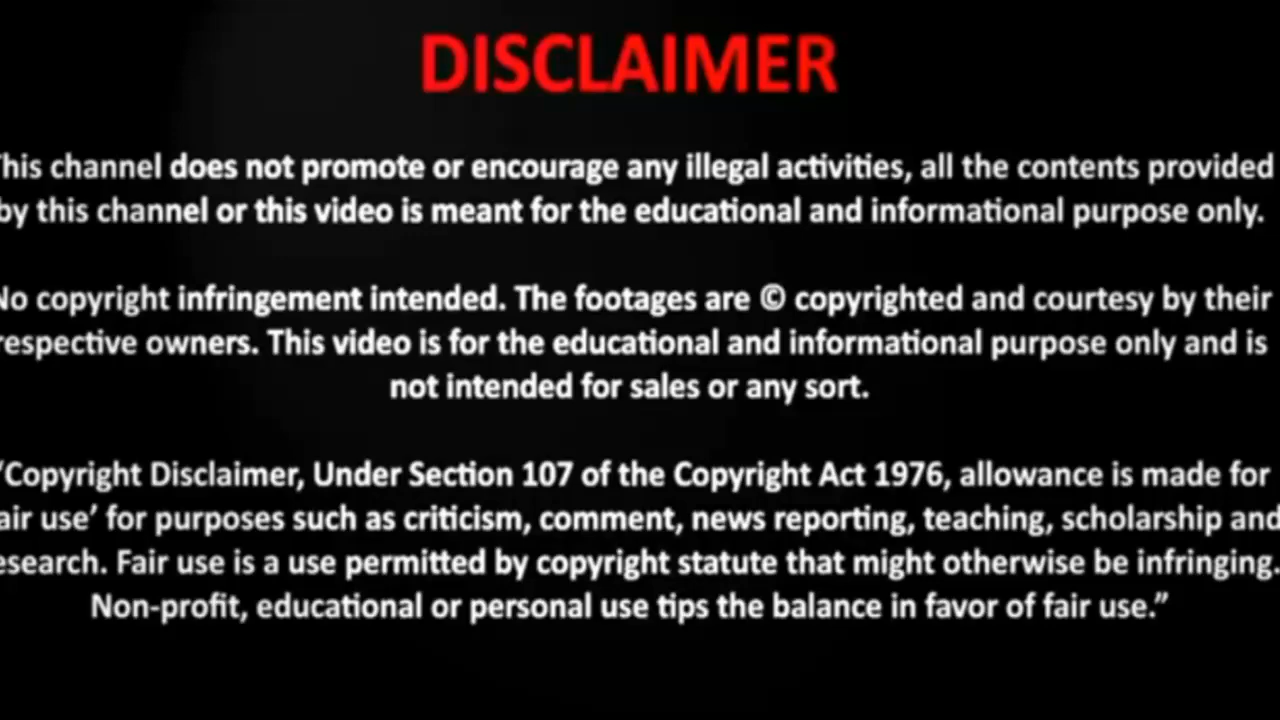 DISCLAIMER
This channel does not promote or encourage any illegal activities, all the contents provided
by this channel or this video is meant for the educational and informational purpose only.
No copyright infringement intended. The footages are © copyrighted and courtesy by their
respective owners. This video is for the educational and informational purpose only and is
not intended for sales or any sort.
“Copyright Disclaimer, Under Section 107 of the Copyright Act 1976, allowance is made for
air use’ for purposes such as criticism, comment, news reporting, teaching, scholarship and
esearch. Fair use is a use permitted by copyright statute that might otherwise be infringing.
Non-profit, educational or personal use tips the balance in favor of fair use.”